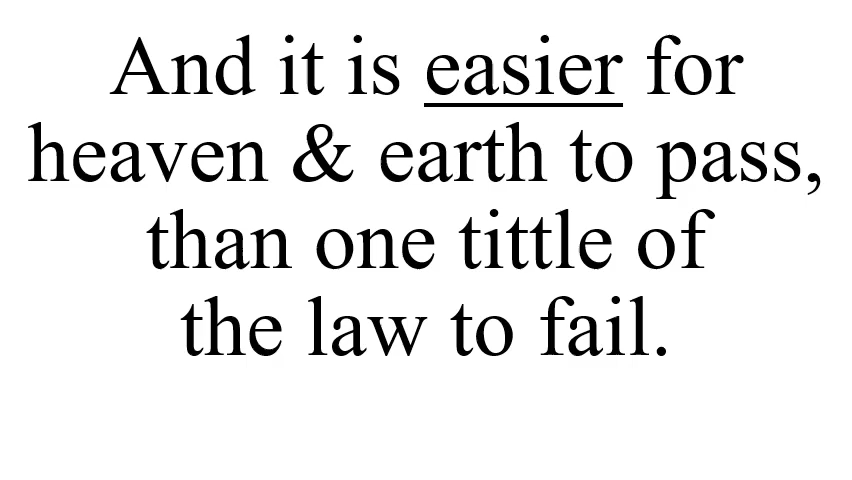 And it is easier for
heaven & earth to pass,
than one tittle of
the law to fail.